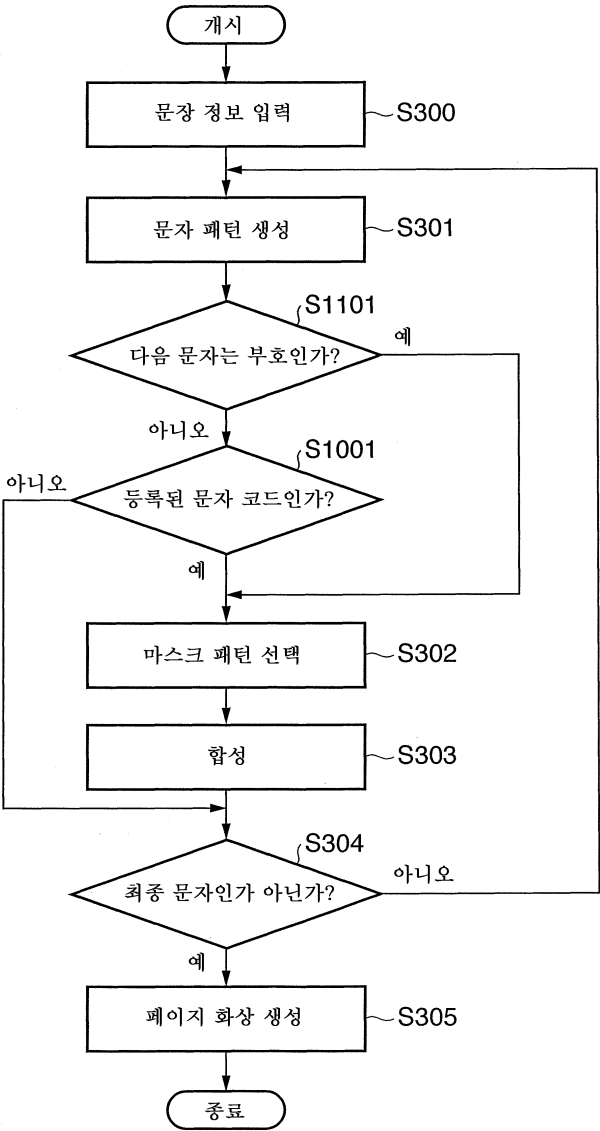 개시
문장 정보 입력
S300
문자 패턴 생성
S301
S1101
다음 문자는 부호인가?
예
아니오
S1001
아니오
등록된 문자 코드인가?
예
마스크 패턴 선택
S302
합성
S303
S304
최종 문자인가 아닌가?
아니오
예
페이지 화상 생성
S305
종료